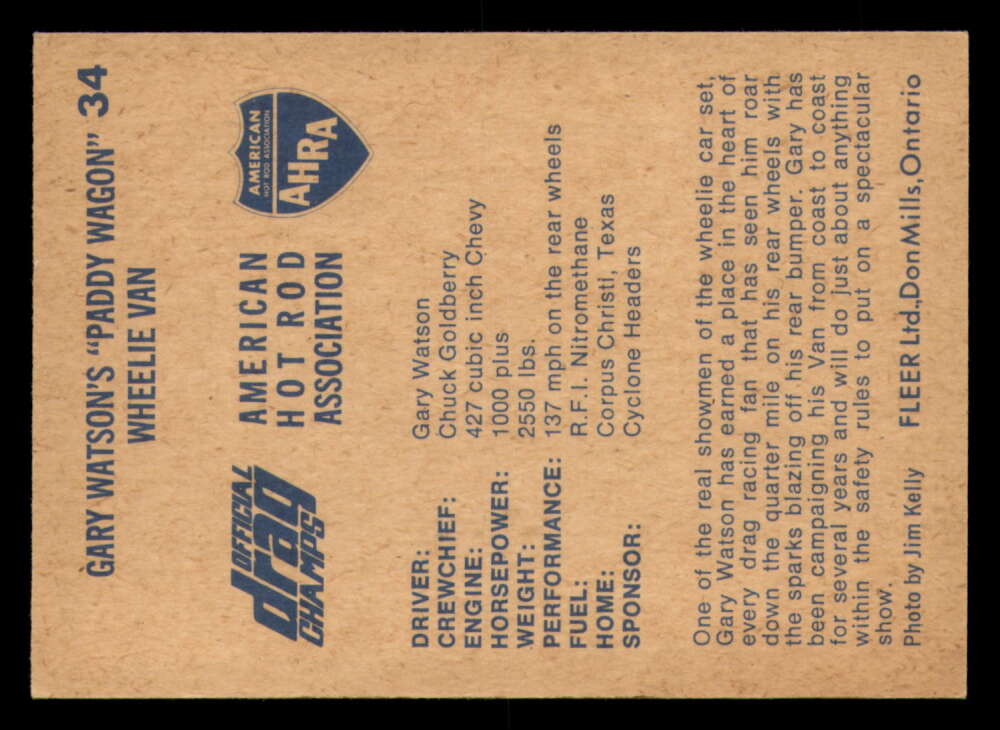 GARY WATSON'S "PADDY WAGON" 34
WHEELIE VAN
OFFICIAL
drag
CHAMPS
AMERICAN
HOT ROD
ASSOCIATION
AMERICAN
HOT ROD ASSOCIATION
AHRA
DRIVER: Gary Watson
CREWCHIEF: Chuck Goldberry
ENGINE: 427 cubic inch Chevy
HORSEPOWER: 1000 plus
WEIGHT: 2550 lbs.
PERFORMANCE: 137 mph on the rear wheels
FUEL: R.F.I. Nitromethane
HOME: Corpus Christi, Texas
SPONSOR: Cyclone Headers
One of the real showmen of the wheelie car set,
Gary Watson has earned a place in the heart of
every drag racing fan that has seen him roar
down the quarter mile on his rear wheels with
the sparks blazing off his rear bumper. Gary has
been campaigning his Van from coast to coast
for several years and will do just about anything
within the safety rules to put on a spectacular
show.
Photo by Jim Kelly FLEER Ltd., Don Mills, Ontario